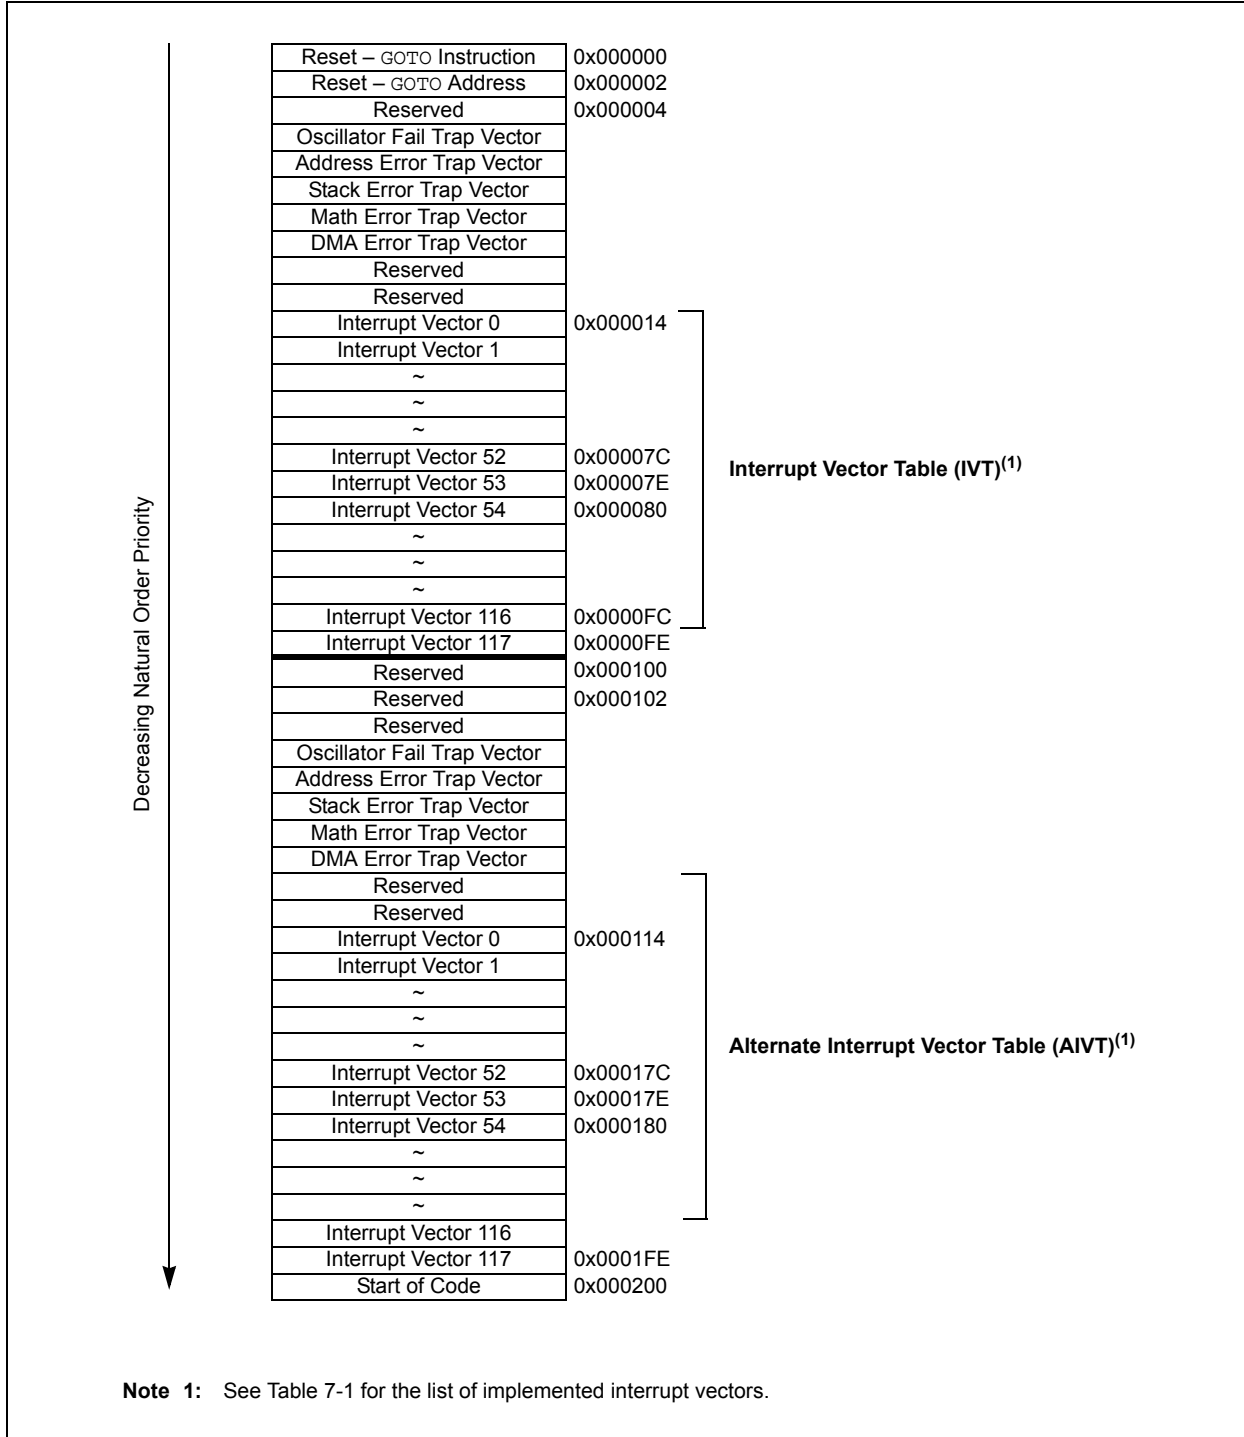 Reset – GOTO Instruction 0x000000
Reset – GOTO Address 0x000002
Reserved 0x000004
Oscillator Fail Trap Vector
Address Error Trap Vector
Stack Error Trap Vector
Math Error Trap Vector
DMA Error Trap Vector
Reserved
Reserved
Interrupt Vector 0 0x000014
Interrupt Vector 1
~
~
~
Interrupt Vector 52 0x00007C
Interrupt Vector Table (IVT)(1)
Interrupt Vector 53 0x00007E
Interrupt Vector 54 0x000080
~
~
~
Interrupt Vector 116 0x0000FC
Interrupt Vector 117 0x0000FE
Decreasing Natural Order Priority
Reserved 0x000100
Reserved 0x000102
Reserved
Oscillator Fail Trap Vector
Address Error Trap Vector
Stack Error Trap Vector
Math Error Trap Vector
DMA Error Trap Vector
Reserved
Reserved
Interrupt Vector 0 0x000114
Interrupt Vector 1
~
~
~
Alternate Interrupt Vector Table (AIVT)(1)
Interrupt Vector 52 0x00017C
Interrupt Vector 53 0x00017E
Interrupt Vector 54 0x000180
~
~
~
Interrupt Vector 116
Interrupt Vector 117 0x0001FE
Start of Code 0x000200
Note 1: See Table 7-1 for the list of implemented interrupt vectors.